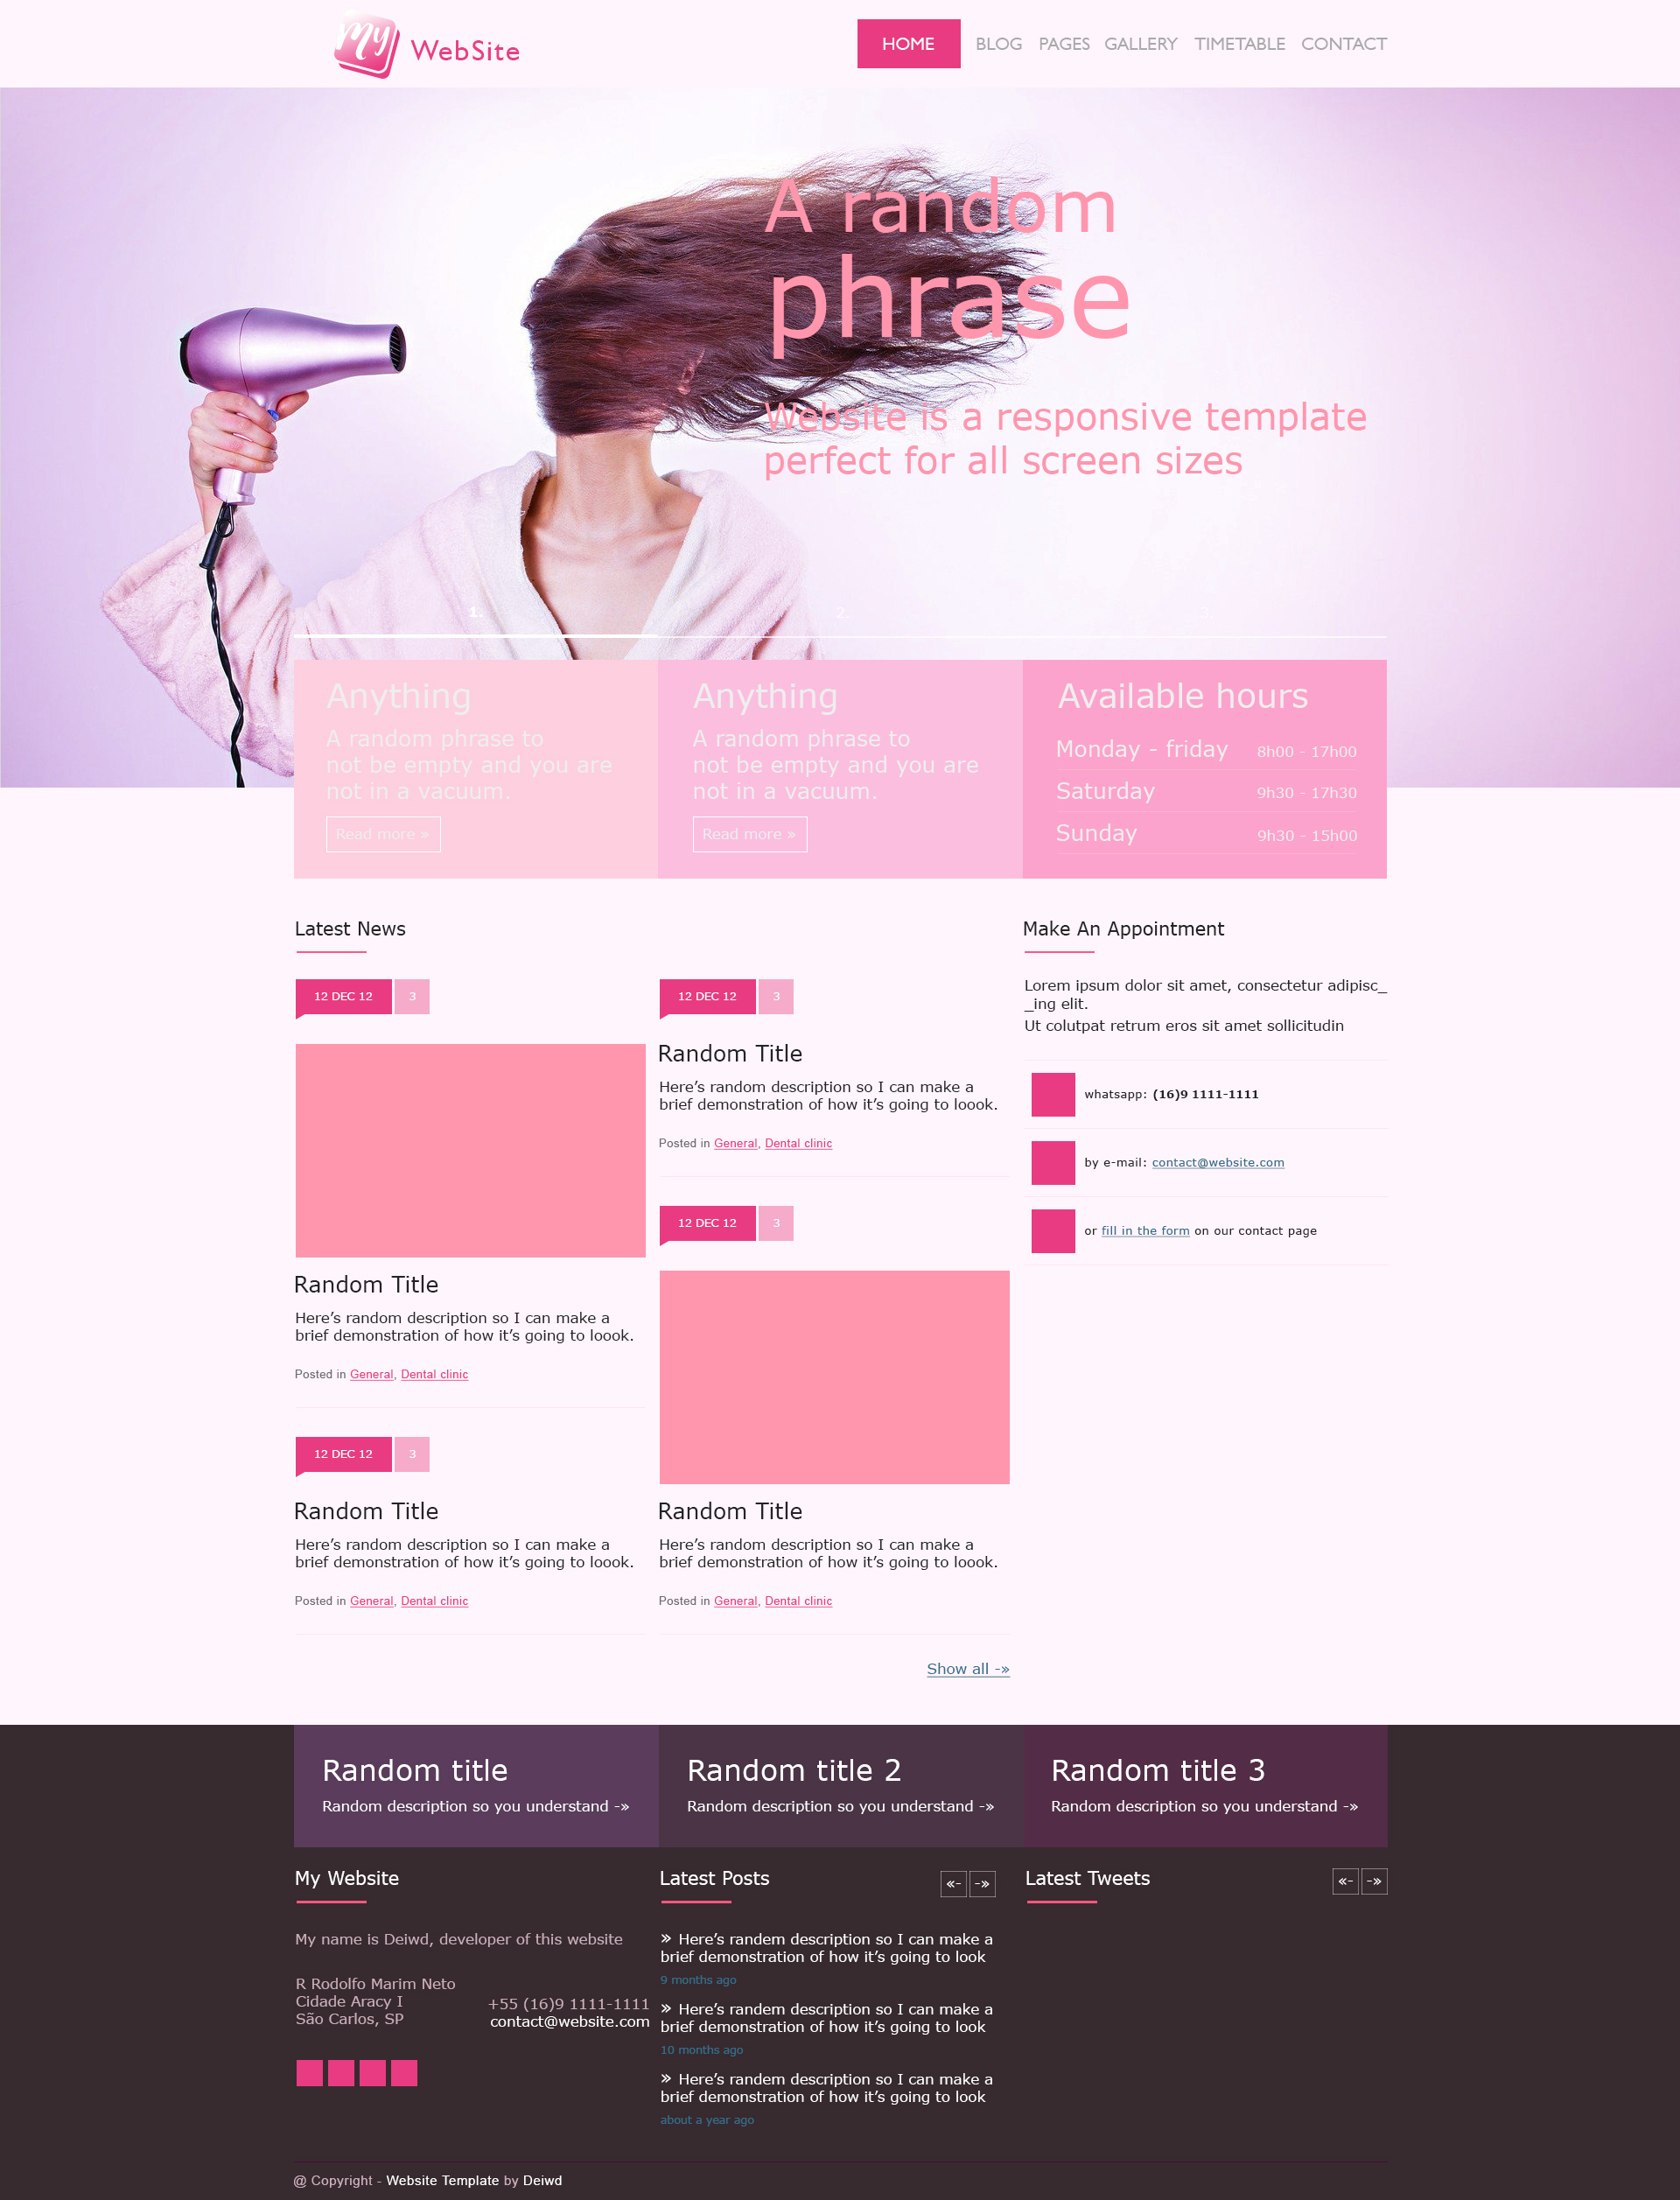 My WebSite
HOME BLOG PAGES GALLERY TIMETABLE CONTACT
A random
phrase
Website is a responsive template
perfect for all screen sizes
1.
2.
3.
Anything
A random phrase to
not be empty and you are
not in a vacuum.
Read more »
Anything
A random phrase to
not be empty and you are
not in a vacuum.
Read more »
Available hours
Monday - friday 8h00 - 17h00
Saturday 9h30 - 17h30
Sunday 9h30 - 15h00
Latest News
12 DEC 12 3
Random Title
Here’s random description so I can make a
brief demonstration of how it’s going to loook.
Posted in General, Dental clinic
12 DEC 12 3
Random Title
Here’s random description so I can make a
brief demonstration of how it’s going to loook.
Posted in General, Dental clinic
12 DEC 12 3
Random Title
Here’s random description so I can make a
brief demonstration of how it’s going to loook.
Posted in General, Dental clinic
12 DEC 12 3
Random Title
Here’s random description so I can make a
brief demonstration of how it’s going to loook.
Posted in General, Dental clinic
Show all -»
Make An Appointment
Lorem ipsum dolor sit amet, consectetur adipisc_
_ing elit.
Ut colutpat retrum eros sit amet sollicitudin
whatsapp: (16)9 1111-1111
by e-mail: contact@website.com
or fill in the form on our contact page
Random title
Random description so you understand -»
Random title 2
Random description so you understand -»
Random title 3
Random description so you understand -»
My Website
My name is Deiwd, developer of this website
R Rodolfo Marim Neto
Cidade Aracy I
São Carlos, SP
+55 (16)9 1111-1111
contact@website.com
Latest Posts
«- -»
» Here’s randem description so I can make a
brief demonstration of how it’s going to look
9 months ago
» Here’s randem description so I can make a
brief demonstration of how it’s going to look
10 months ago
» Here’s randem description so I can make a
brief demonstration of how it’s going to look
about a year ago
Latest Tweets
«- -»
@ Copyright - Website Template by Deiwd